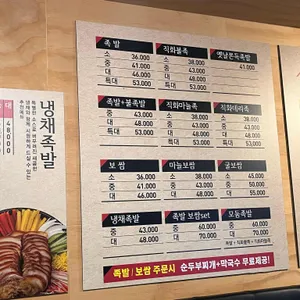 족 발
소 36.000
중 41.000
대 46.000
특대 53.000
직화불족
소 38.000
중 43.000
대 48.000
특대 53.000
옛날쫀득족발
41.000
족발+불족발
중 43.000
대 48.000
특대 53.000
직화마늘족
소 38.000
중 43.000
대 48.000
특대 53.000
소 38.000
중 43.000
대 48.000
특대 53.000
보 쌈
소 36.000
중 41.000
대 48.000
마늘보쌈
소 38.000
중 43.000
대 50.000
굴보쌈
소 45.000
중 50.000
대 55.000
냉채족발
중 43.000
대 48.000
족발 보쌈set
중 60.000
대 70.000
모둠족발
중 60.000
대 70.000
족발 / 보쌈 주문시 순두부찌개+막국수 무료제공!
냉채족발
대 48000